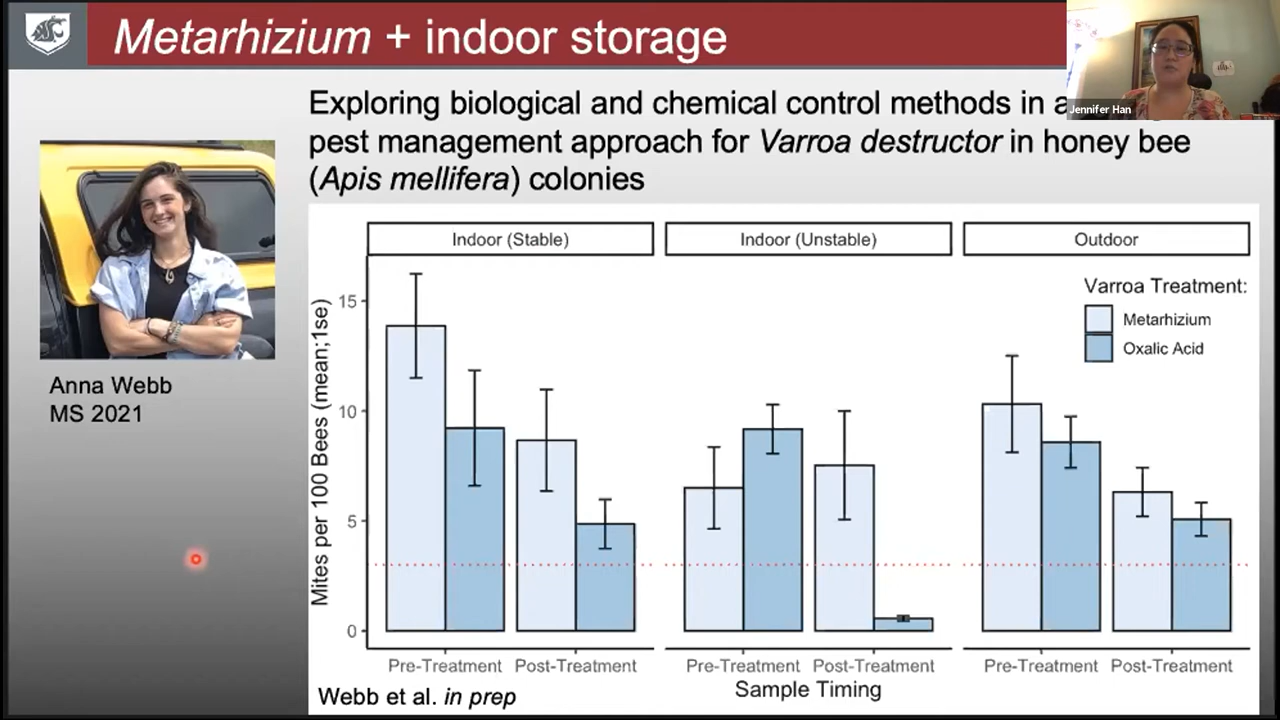 Metarhizium + indoor storage
Jennifer Han
Exploring biological and chemical control methods in a
pest management approach for Varroa destructor in honey bee
(Apis mellifera) colonies
Anna Webb
MS 2021
Indoor (Stable)
Indoor (Unstable)
Outdoor
Varroa Treatment:
Metarhizium
Oxalic Acid
Mites per 100 Bees (mean;1se)
15
10
5
0
Pre-Treatment Post-Treatment
Pre-Treatment Post-Treatment
Pre-Treatment Post-Treatment
Sample Timing
Webb et al. in prep